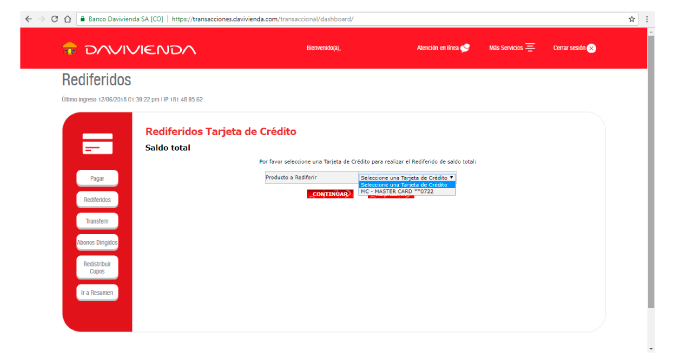 Banco Davivienda SA [CO] | https://transacciones.davivienda.com/transaccional/dashboard/
DAVIVIENDA
Bienvenido(a),
Atención en línea
Más Servicios
Cerrar sesión
Rediferidos
Último ingreso 12/06/2018 01:39:22 pm | IP 191.48.95.62
Rediferidos Tarjeta de Crédito
Saldo total
Por favor seleccione una Tarjeta de Crédito para realizar el Rediferido de saldo total:
Producto a Rediferir
Seleccione una Tarjeta de Crédito
Seleccione una Tarjeta de Crédito
MC - MASTER CARD **0722
CONTINUAR
Pagar
Rediferidos
Transferir
Abonos Dirigidos
Redistribuir
Cupos
Ir a Resumen